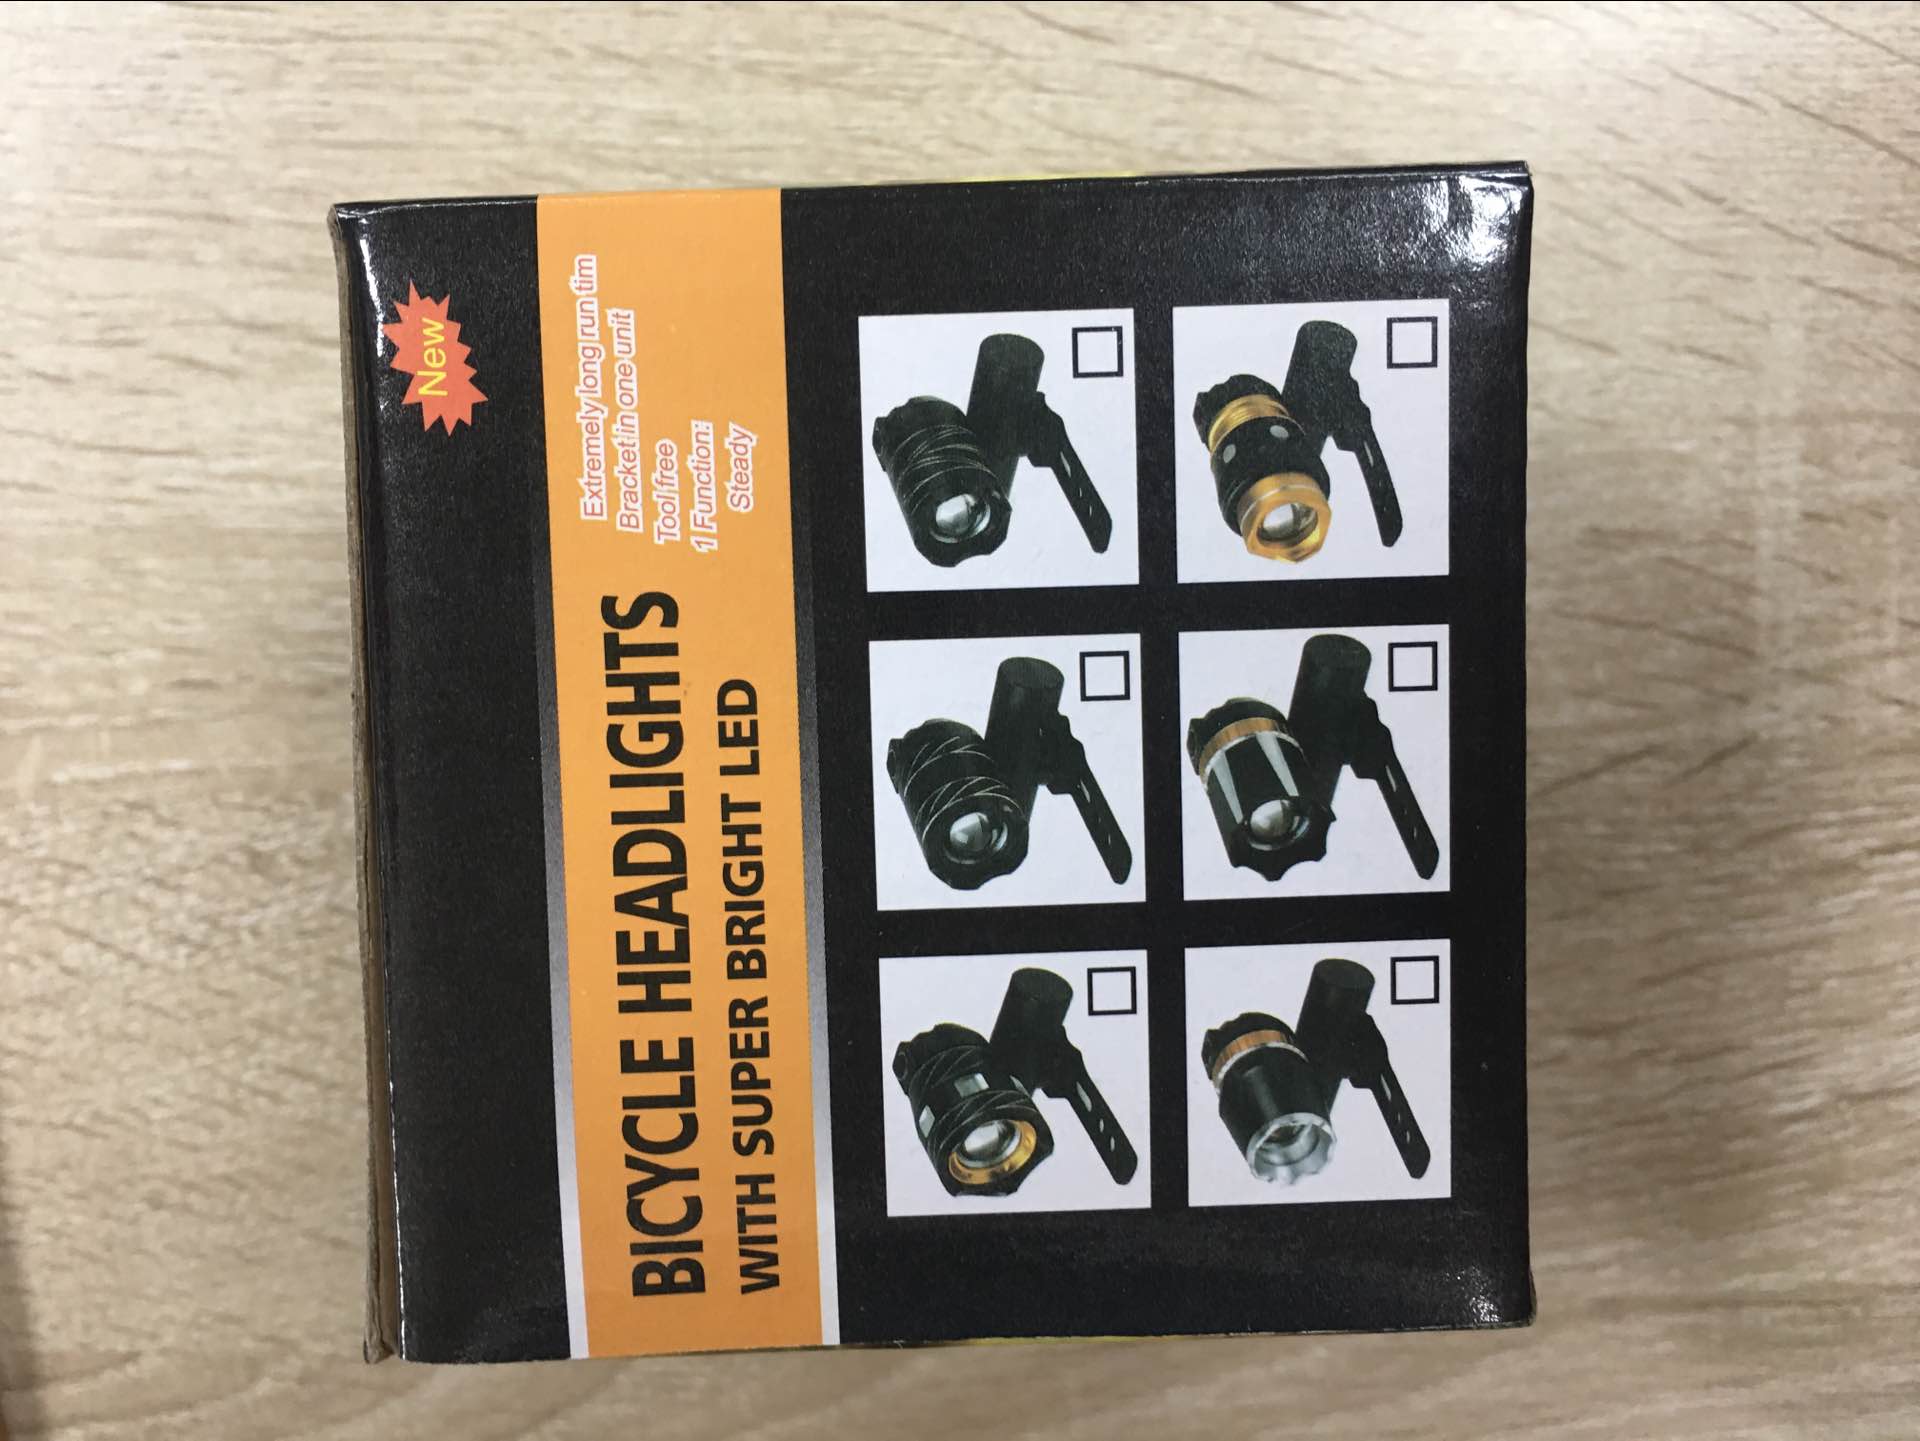 New
BICYCLE HEADLIGHTS
WITH SUPER BRIGHT LED
Extremely long run tim
Bracket in one unit
Tool free
1 Function:
Steady